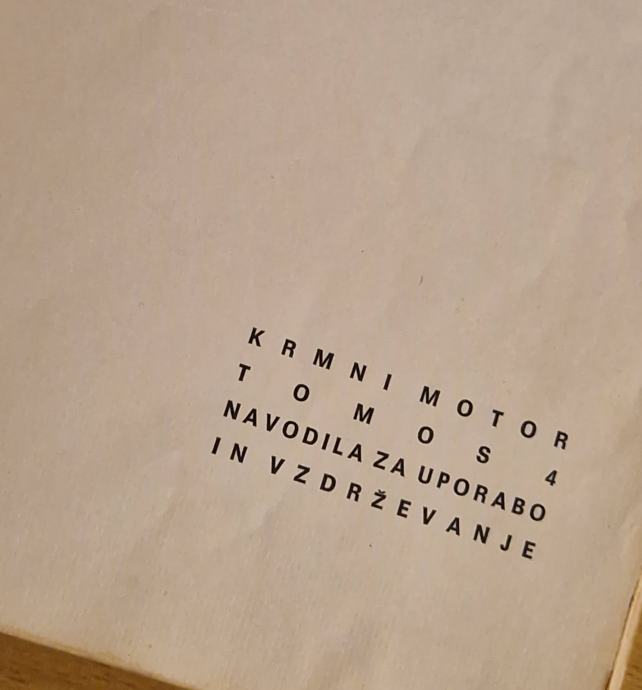 KRMNI MOTOR
TOMOS 4
NAVODILA ZA UPORABO
IN VZDRŽEVANJE